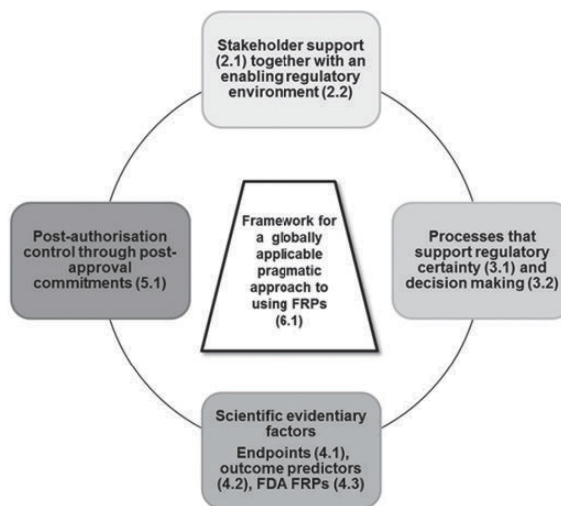 Stakeholder support
(2.1) together with an
enabling regulatory
environment (2.2)
Post-authorisation
control through post-
approval
commitments (5.1)
Framework for
a globally
applicable
pragmatic
approach to
using FRPs
(6.1)
Processes that
support regulatory
certainty (3.1) and
decision making (3.2)
Scientific evidentiary
factors
Endpoints (4.1),
outcome predictors
(4.2), FDA FRPs (4.3)